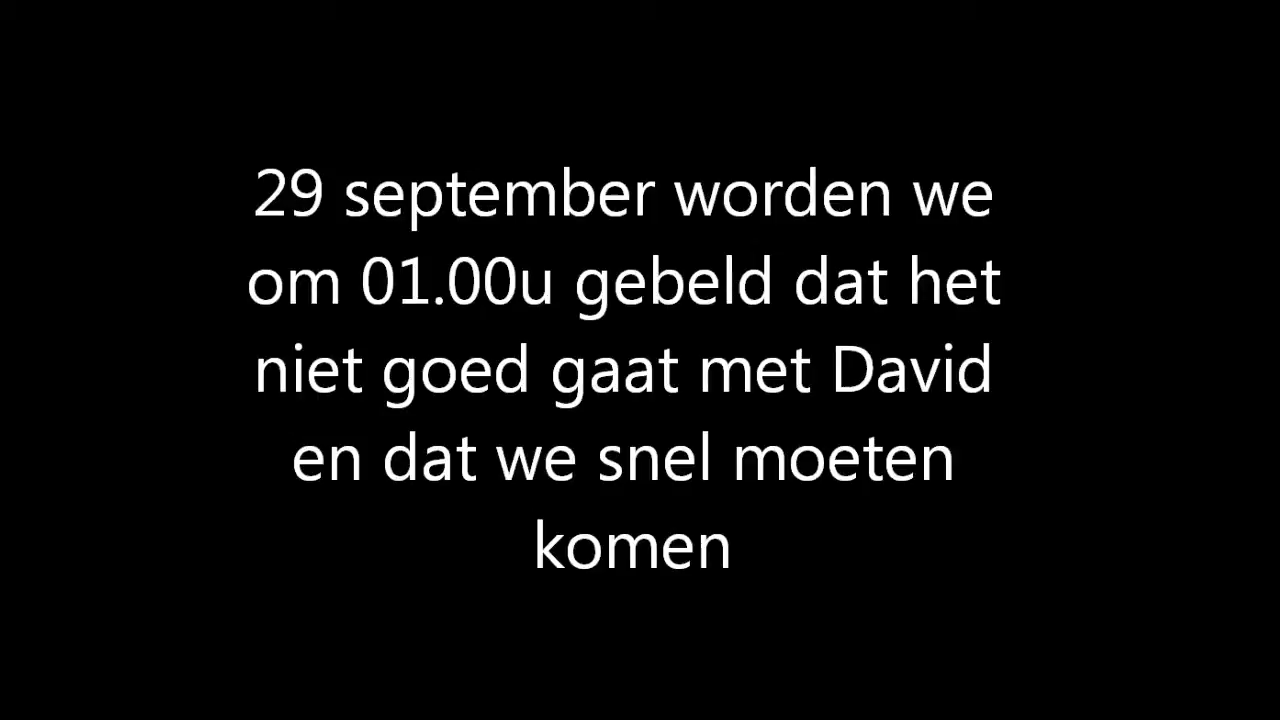 29 september worden we
om 01.00u gebeld dat het
niet goed gaat met David
en dat we snel moeten
komen